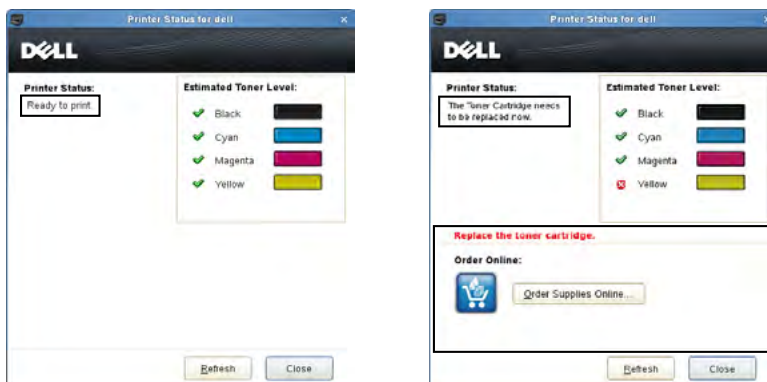 Printer Status for dell
DELL
Printer Status:
Ready to print.
Estimated Toner Level:
Black
Cyan
Magenta
Yellow
Refresh
Close
Printer Status for dell
DELL
Printer Status:
The Toner Cartridge needs
to be replaced now.
Estimated Toner Level:
Black
Cyan
Magenta
Yellow
Replace the toner cartridge.
Order Online:
Order Supplies Online...
Refresh
Close